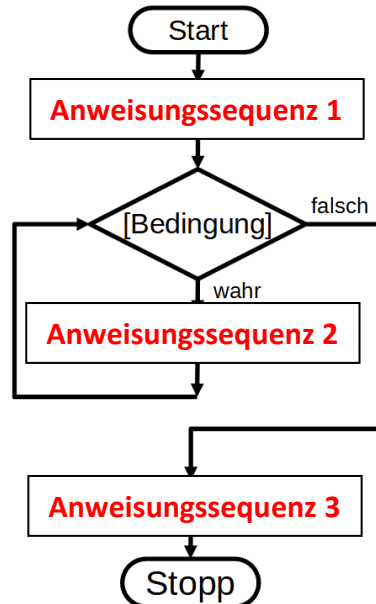 Start
Anweisungssequenz 1
[Bedingung]
falsch
wahr
Anweisungssequenz 2
Anweisungssequenz 3
Stopp